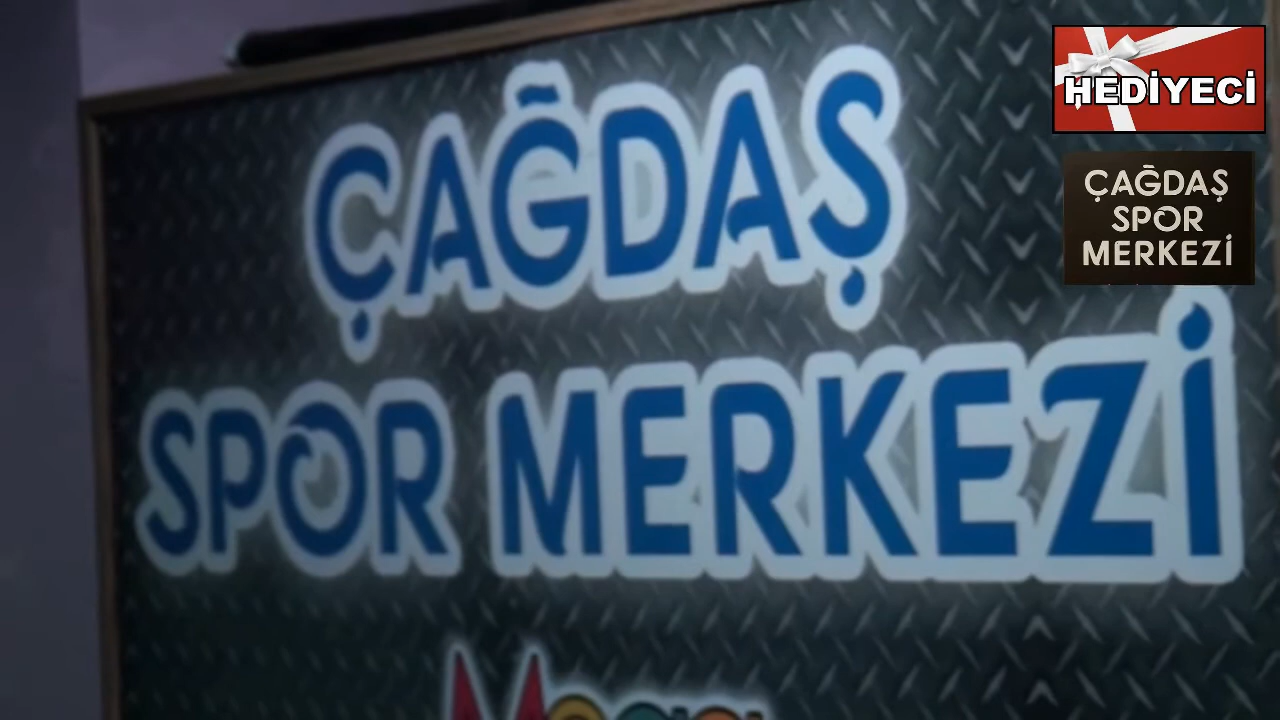 ÇAĞDAŞ
SPOR MERKEZİ
HEDİYECİ
ÇAĞDAŞ
SPOR
MERKEZİ